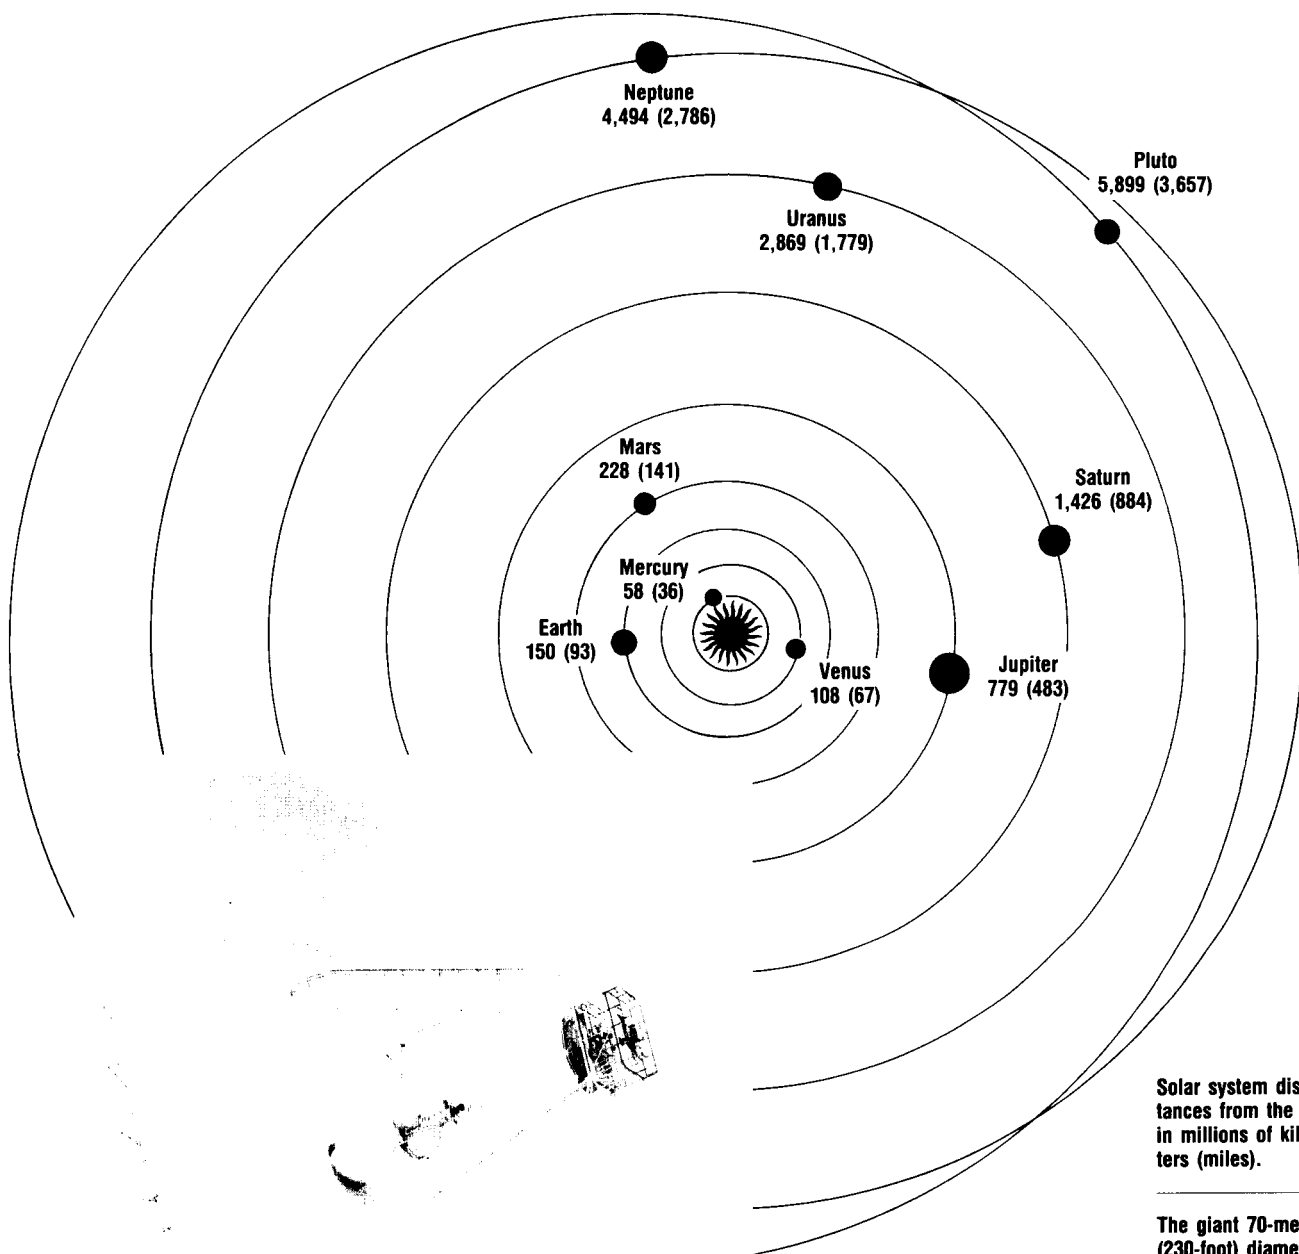 Neptune
4,494 (2,786)
Pluto
5,899 (3,657)
Uranus
2,869 (1,779)
Mars
228 (141)
Saturn
1,426 (884)
Mercury
58 (36)
Earth
150 (93)
Venus
108 (67)
Jupiter
779 (483)
Solar system dis
tances from the
in millions of kil
ters (miles).
The giant 70-me
(230-foot) diame